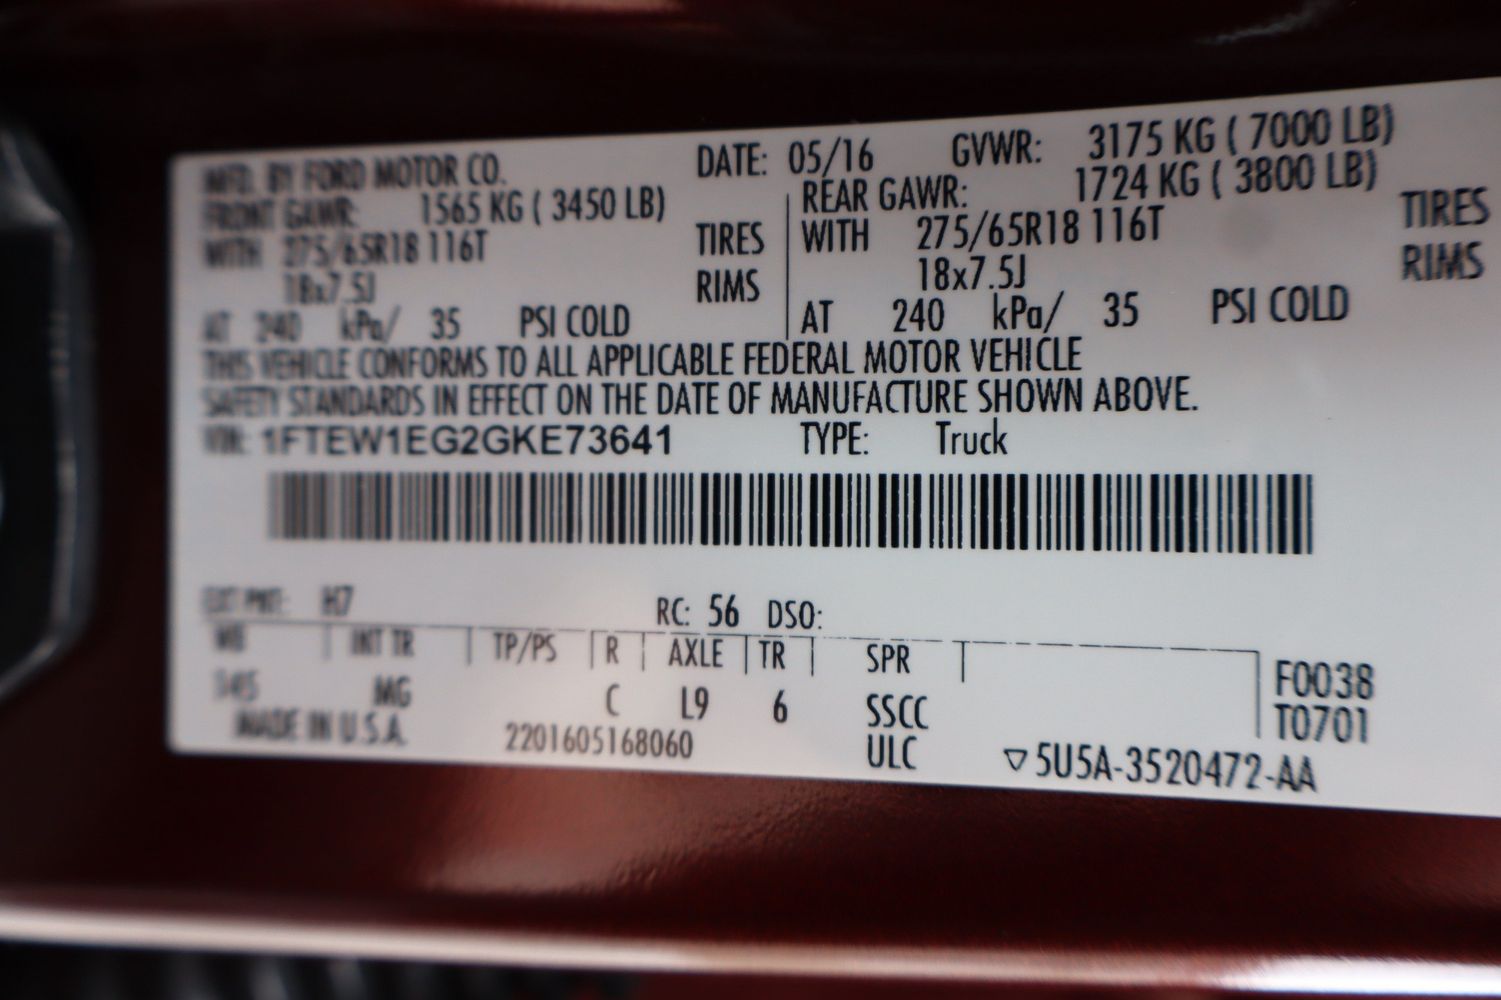 MFD. BY FORD MOTOR CO. DATE: 05/16 GVWR: 3175 KG ( 7000 LB)
FRONT GAWR: 1565 KG ( 3450 LB) REAR GAWR: 1724 KG ( 3800 LB)
WITH 275/65R18 116T TIRES WITH 275/65R18 116T TIRES
18x7.5J RIMS 18x7.5J RIMS
AT 240 kPa/ 35 PSI COLD AT 240 kPa/ 35 PSI COLD
THIS VEHICLE CONFORMS TO ALL APPLICABLE FEDERAL MOTOR VEHICLE
SAFETY STANDARDS IN EFFECT ON THE DATE OF MANUFACTURE SHOWN ABOVE.
VIN: 1FTEW1EG2GKE73641 TYPE: Truck
EXT PNT: H7 RC: 56 DSO:
WB INT TR TP/PS R AXLE TR SPR F0038
145 MG C L9 6 SSCC T0701
MADE IN U.S.A. 2201605168060 ULC ▽5U5A-3520472-AA